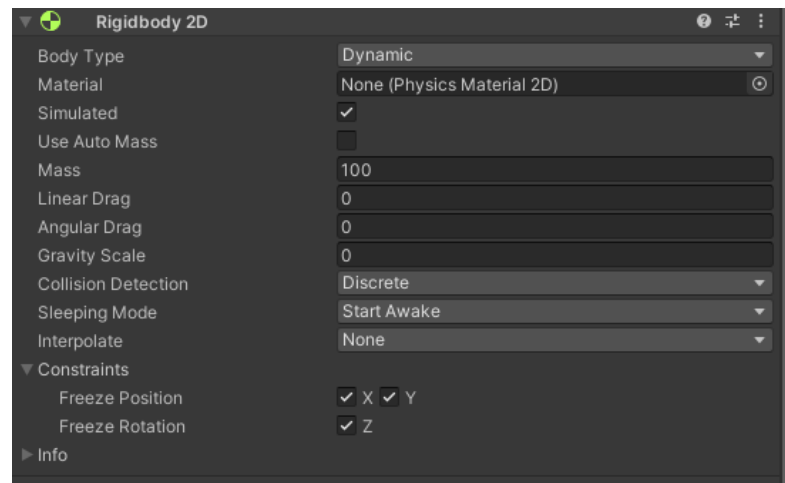 Rigidbody 2D
Body Type Dynamic
Material None (Physics Material 2D)
Simulated
Use Auto Mass
Mass 100
Linear Drag 0
Angular Drag 0
Gravity Scale 0
Collision Detection Discrete
Sleeping Mode Start Awake
Interpolate None
Constraints
Freeze Position X Y
Freeze Rotation Z
Info